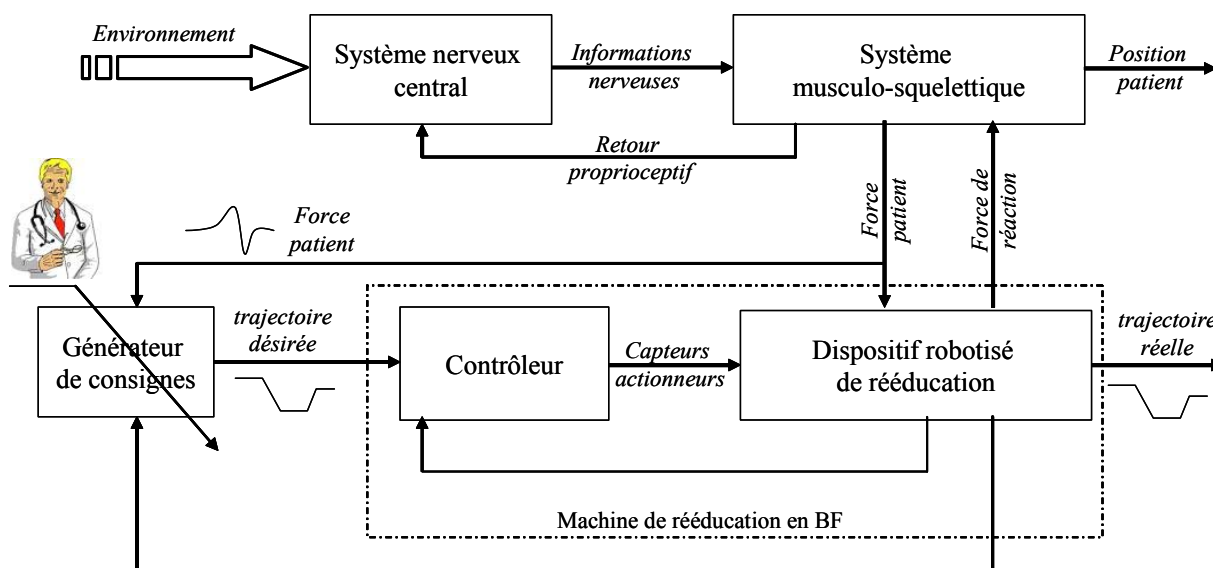 Environnement
Système nerveux
central
Informations
nerveuses
Système
musculo-squelettique
Position
patient
Retour
proprioceptif
Force
patient
Force de
réaction
Force
patient
Générateur
de consignes
trajectoire
désirée
Contrôleur
Capteurs
actionneurs
Dispositif robotisé
de rééducation
trajectoire
réelle
Machine de rééducation en BF